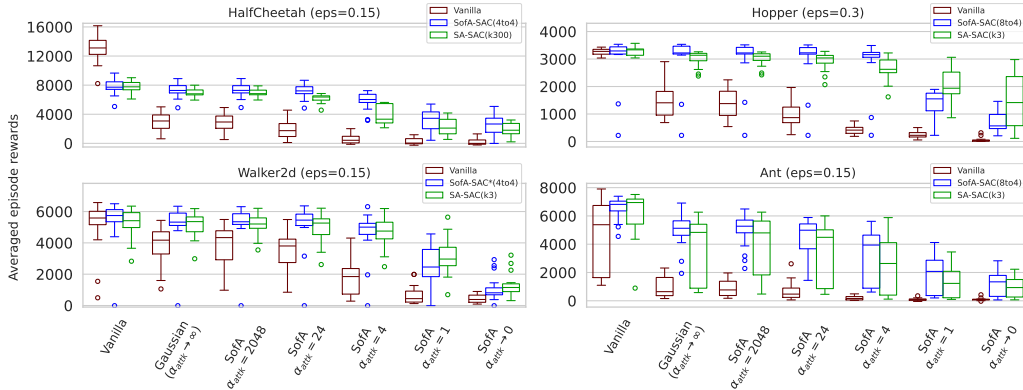 HalfCheetah (eps=0.15)
Vanilla
SofA-SAC(4to4)
SA-SAC(k300)
16000
12000
8000
4000
0
Hopper (eps=0.3)
Vanilla
SofA-SAC(8to4)
SA-SAC(k3)
4000
3000
2000
1000
0
Averaged episode rewards
Walker2d (eps=0.15)
Vanilla
SofA-SAC*(4to4)
SA-SAC(k3)
6000
4000
2000
0
Ant (eps=0.15)
Vanilla
SofA-SAC(8to4)
SA-SAC(k3)
8000
6000
4000
2000
0
Vanilla
Gaussian
(α_attk → ∞)
SofA
α_attk = 2048
SofA
α_attk = 24
SofA
α_attk = 4
SofA
α_attk = 1
SofA
α_attk → 0
Vanilla
Gaussian
(α_attk → ∞)
SofA
α_attk = 2048
SofA
α_attk = 24
SofA
α_attk = 4
SofA
α_attk = 1
SofA
α_attk → 0